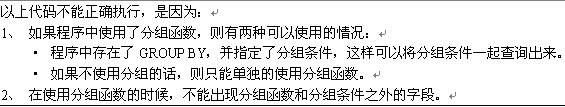 以上代码不能正确执行，是因为：
1、 如果程序中使用了分组函数，则有两种可以使用的情况：
· 程序中存在了 GROUP BY，并指定了分组条件，这样可以将分组条件一起查询出来。
· 如果不使用分组的话，则只能单独的使用分组函数。
2、 在使用分组函数的时候，不能出现分组函数和分组条件之外的字段。